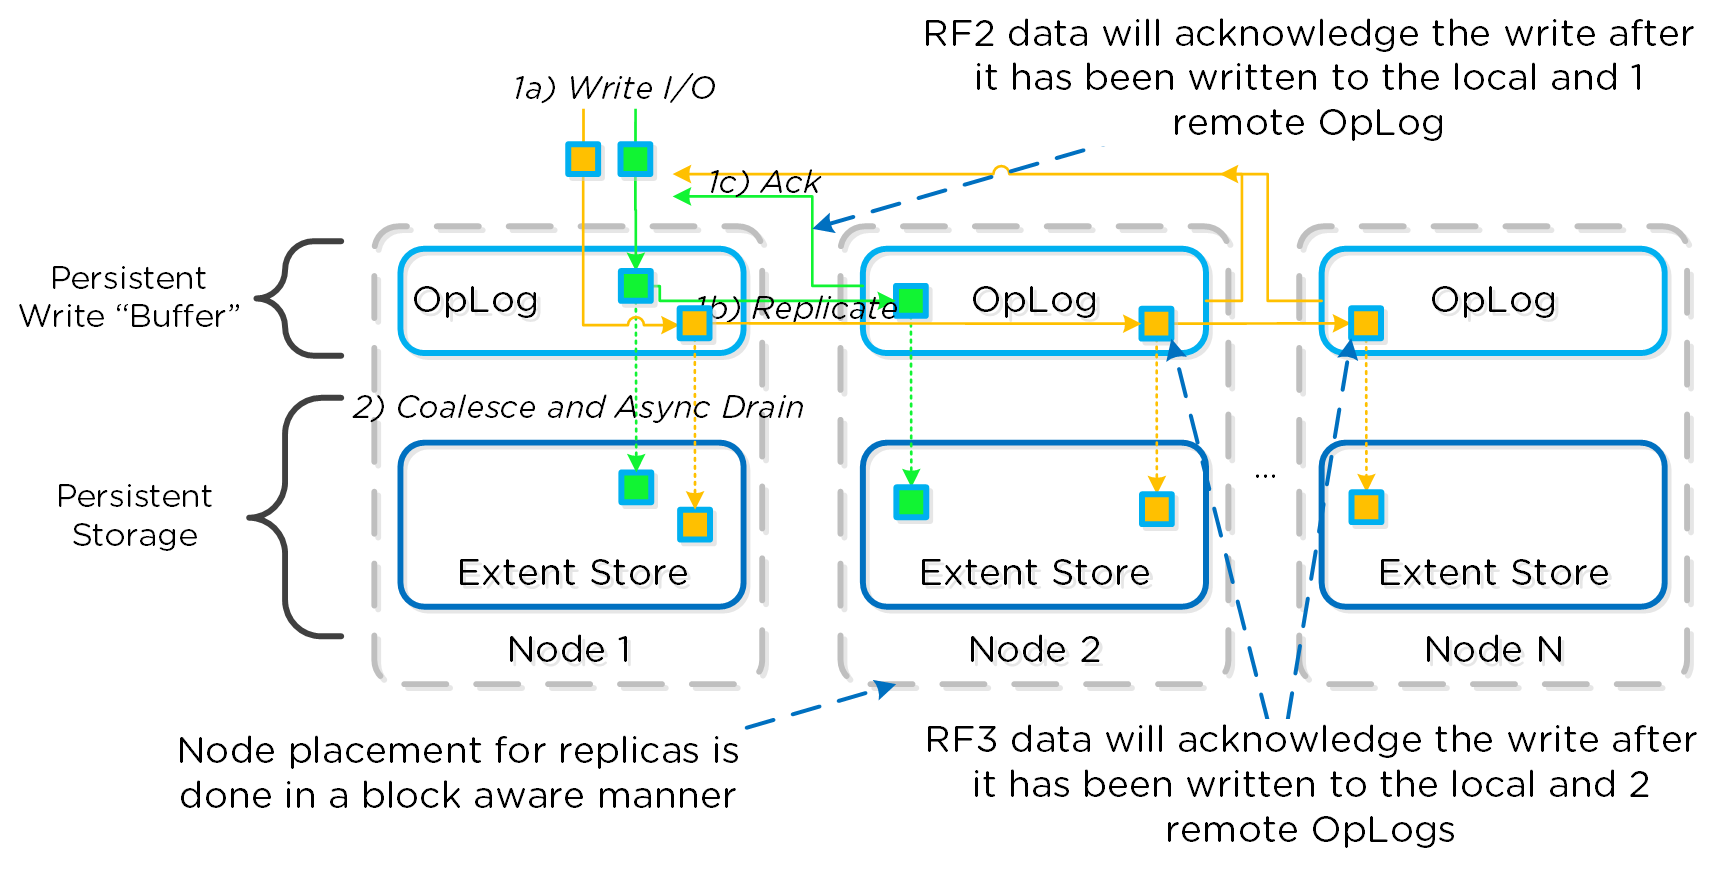 RF2 data will acknowledge the write after
it has been written to the local and 1
remote OpLog
1a) Write I/O
1c) Ack
Persistent
Write “Buffer”
OpLog
1b) Replicate
OpLog
OpLog
2) Coalesce and Async Drain
Persistent
Storage
...
Extent Store
Extent Store
Extent Store
Node 1
Node 2
Node N
Node placement for replicas is
done in a block aware manner
RF3 data will acknowledge the write after
it has been written to the local and 2
remote OpLogs